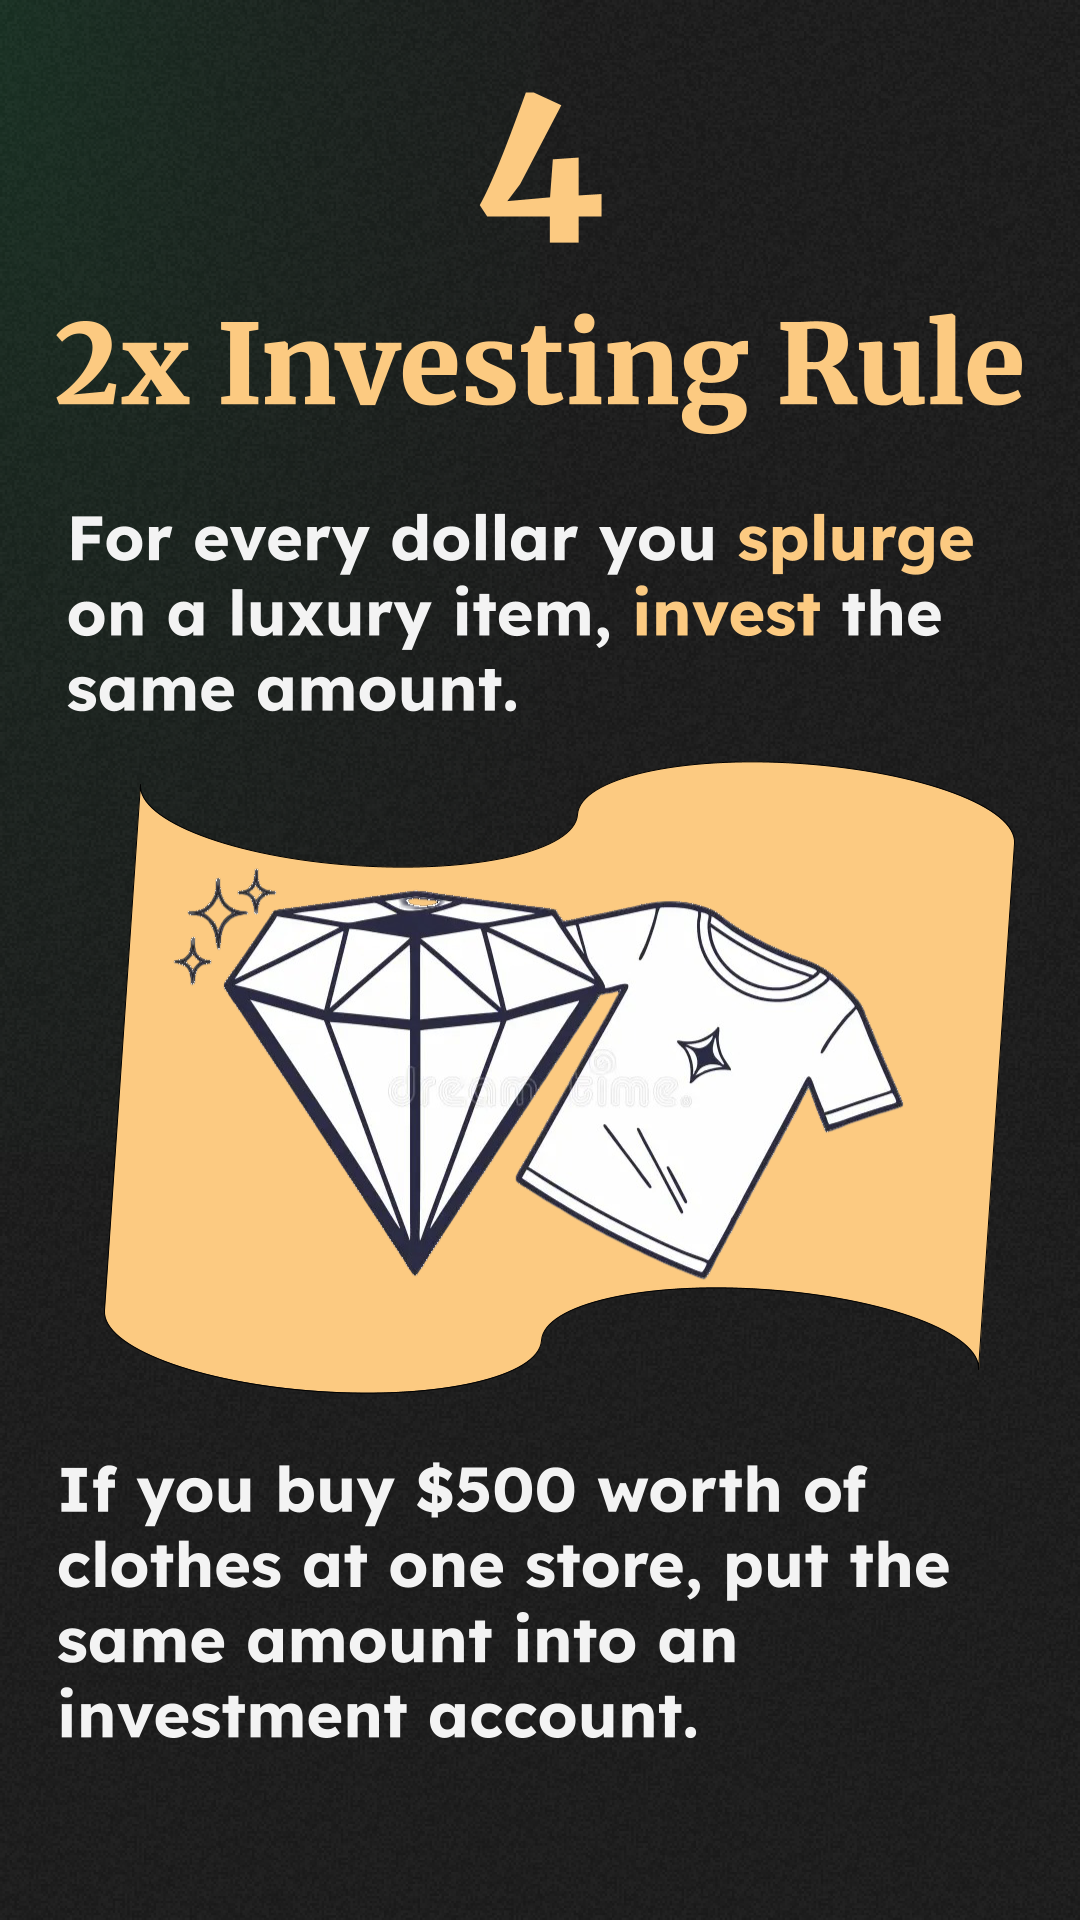 4
2x Investing Rule
For every dollar you splurge
on a luxury item, invest the
same amount.
dreamstime.
If you buy $500 worth of
clothes at one store, put the
same amount into an
investment account.